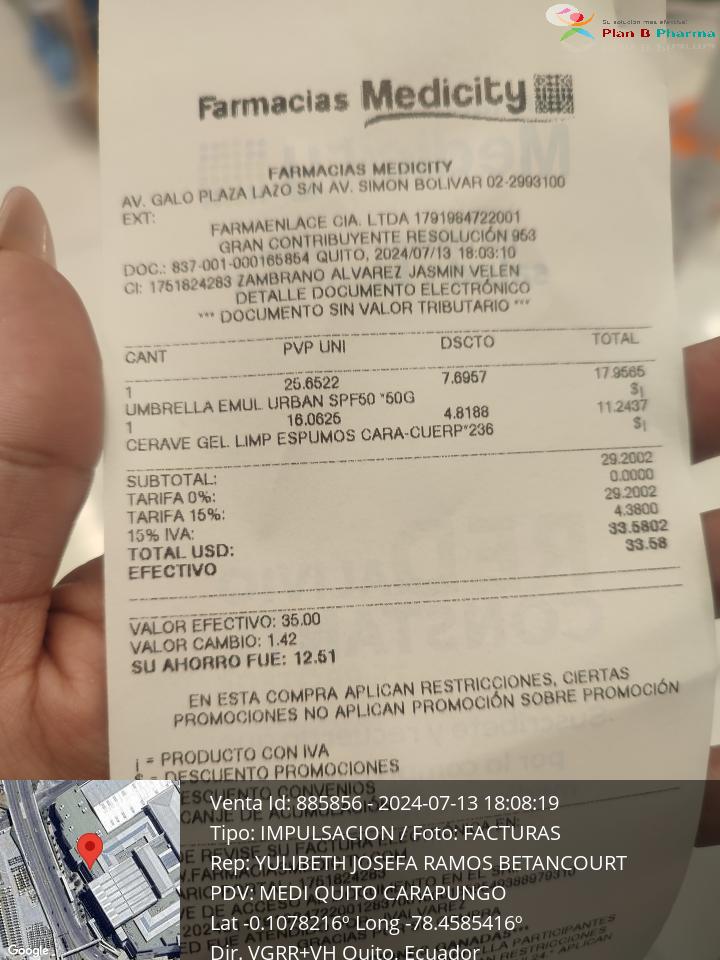 Su solución más efectiva!
Plan B Pharma
Farmacias Medicity
FARMACIAS MEDICITY
AV. GALO PLAZA LAZO S/N AV. SIMON BOLIVAR 02-2993100
EXT:
FARMAENLACE CIA. LTDA 1791984722001
GRAN CONTRIBUYENTE RESOLUCIÓN 953
DOC.: 837-001-000165854 QUITO, 2024/07/13 18:03:10
CI: 1751824283 ZAMBRANO ALVAREZ JASMIN VELEN
DETALLE DOCUMENTO ELECTRÓNICO
*** DOCUMENTO SIN VALOR TRIBUTARIO ***
CANT PVP UNI DSCTO TOTAL
1 25.6522 7.6957 17.9565
UMBRELLA EMUL URBAN SPF50 *50G $¡
1 16.0625 4.8188 11.2437
CERAVE GEL. LIMP ESPUMOS CARA-CUERP*236 $¡
SUBTOTAL: 29.2002
TARIFA 0%: 0.0000
TARIFA 15%: 29.2002
15% IVA: 4.3800
TOTAL USD: 33.5802
EFECTIVO 33.58
VALOR EFECTIVO: 35.00
VALOR CAMBIO: 1.42
SU AHORRO FUE: 12.51
EN ESTA COMPRA APLICAN RESTRICCIONES, CIERTAS
PROMOCIONES NO APLICAN PROMOCIÓN SOBRE PROMOCIÓN
¡ = PRODUCTO CON IVA
$ = DESCUENTO PROMOCIONES
Venta Id: 885856 - 2024-07-13 18:08:19
Tipo: IMPULSACION / Foto: FACTURAS
Rep: YULIBETH JOSEFA RAMOS BETANCOURT
PDV: MEDI QUITO CARAPUNGO
Lat -0.1078216º Long -78.4585416º
Dir. VGRR+VH Quito, Ecuador
Google